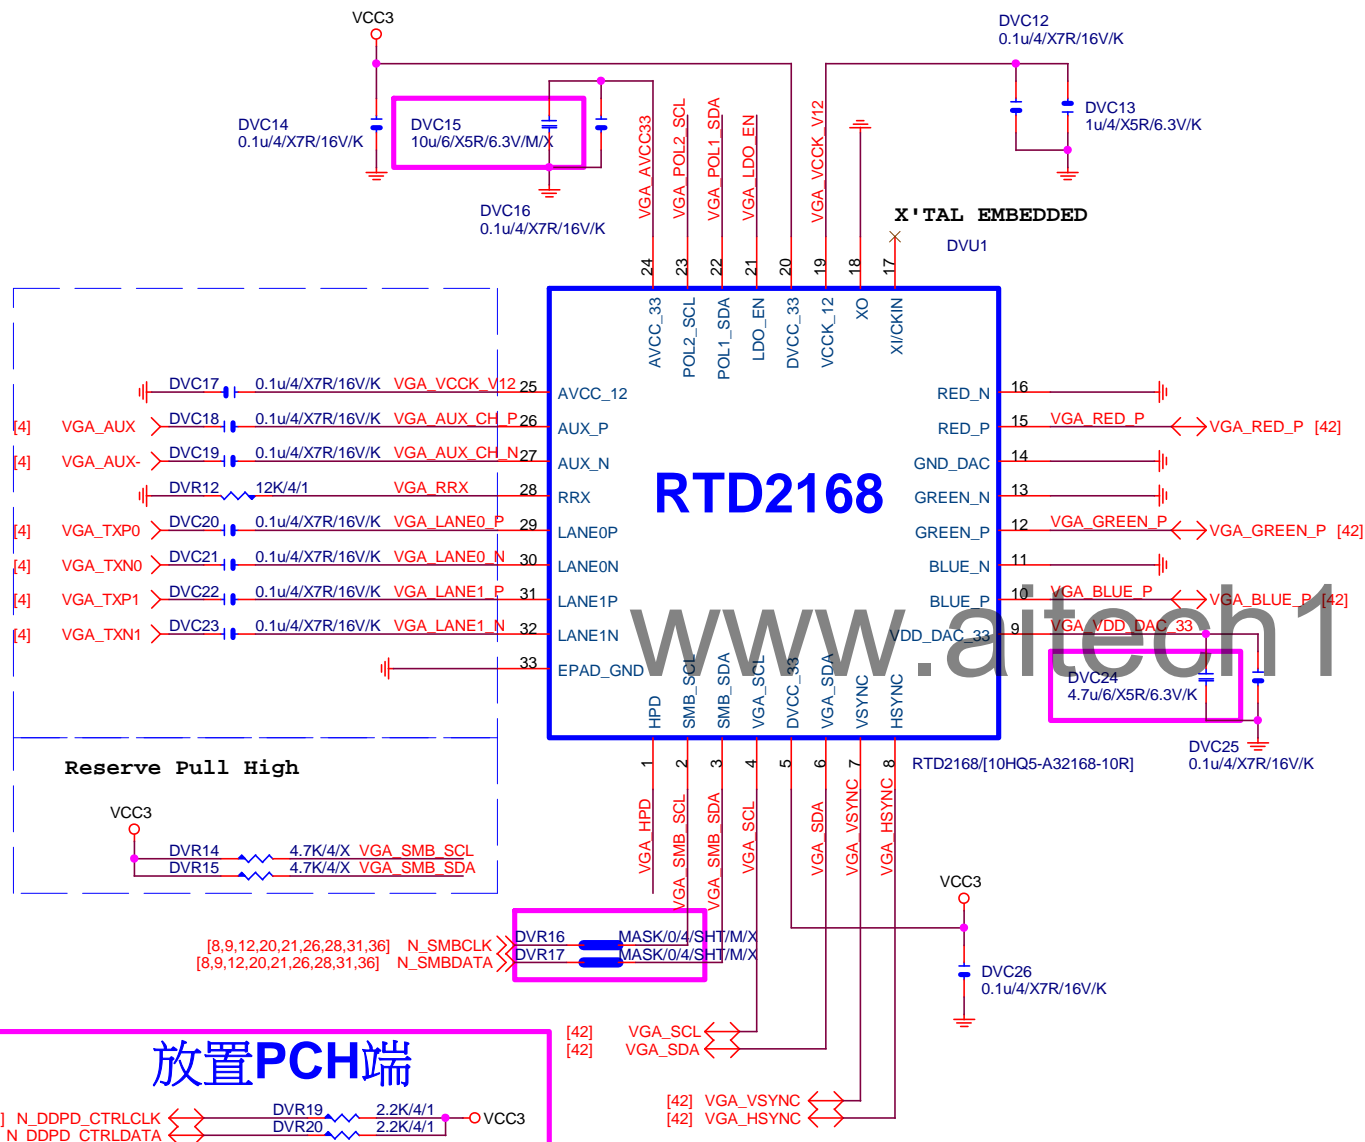 VCC3
DVC12
0.1u/4/X7R/16V/K
DVC14
0.1u/4/X7R/16V/K
DVC15
10u/6/X5R/6.3V/M/X
DVC13
1u/4/X5R/6.3V/K
DVC16
0.1u/4/X7R/16V/K
VGA_AVCC33
VGA_POL2_SCL
VGA_POL1_SDA
VGA_LDO_EN
VGA_VCCK_V12
X'TAL EMBEDDED
DVU1
24
23
22
21
20
19
18
17
AVCC_33
POL2_SCL
POL1_SDA
LDO_EN
DVCC_33
VCCK_12
XO
XI/CKIN
DVC17 0.1u/4/X7R/16V/K VGA_VCCK_V12 25 AVCC_12
[4] VGA_AUX DVC18 0.1u/4/X7R/16V/K VGA_AUX_CH_P 26 AUX_P
[4] VGA_AUX- DVC19 0.1u/4/X7R/16V/K VGA_AUX_CH_N 27 AUX_N
DVR12 12K/4/1 VGA_RRX 28 RRX
[4] VGA_TXP0 DVC20 0.1u/4/X7R/16V/K VGA_LANE0_P 29 LANE0P
[4] VGA_TXN0 DVC21 0.1u/4/X7R/16V/K VGA_LANE0_N 30 LANE0N
[4] VGA_TXP1 DVC22 0.1u/4/X7R/16V/K VGA_LANE1_P 31 LANE1P
[4] VGA_TXN1 DVC23 0.1u/4/X7R/16V/K VGA_LANE1_N 32 LANE1N
33 EPAD_GND
RTD2168
RED_N 16
RED_P 15 VGA_RED_P VGA_RED_P [42]
GND_DAC 14
GREEN_N 13
GREEN_P 12 VGA_GREEN_P VGA_GREEN_P [42]
BLUE_N 11
BLUE_P 10 VGA_BLUE_P VGA_BLUE_P [42]
VDD_DAC_33 9 VGA_VDD_DAC_33
www.aitech1
DVC24
4.7u/6/X5R/6.3V/K
DVC25
0.1u/4/X7R/16V/K
HPD
SMB_SCL
SMB_SDA
VGA_SCL
DVCC_33
VGA_SDA
VSYNC
HSYNC
1
2
3
4
5
6
7
8
RTD2168/[10HQ5-A32168-10R]
VGA_HPD
VGA_SMB_SCL
VGA_SMB_SDA
VGA_SCL
VGA_SDA
VGA_VSYNC
VGA_HSYNC
Reserve Pull High
VCC3
DVR14 4.7K/4/X VGA_SMB_SCL
DVR15 4.7K/4/X VGA_SMB_SDA
VCC3
DVC26
0.1u/4/X7R/16V/K
[8,9,12,20,21,26,28,31,36] N_SMBCLK DVR16 MASK/0/4/SHT/M/X
[8,9,12,20,21,26,28,31,36] N_SMBDATA DVR17 MASK/0/4/SHT/M/X
[42] VGA_SCL
[42] VGA_SDA
[42] VGA_VSYNC
[42] VGA_HSYNC
放置PCH端
] N_DDPD_CTRLCLK DVR19 2.2K/4/1 VCC3
N_DDPD_CTRLDATA DVR20 2.2K/4/1